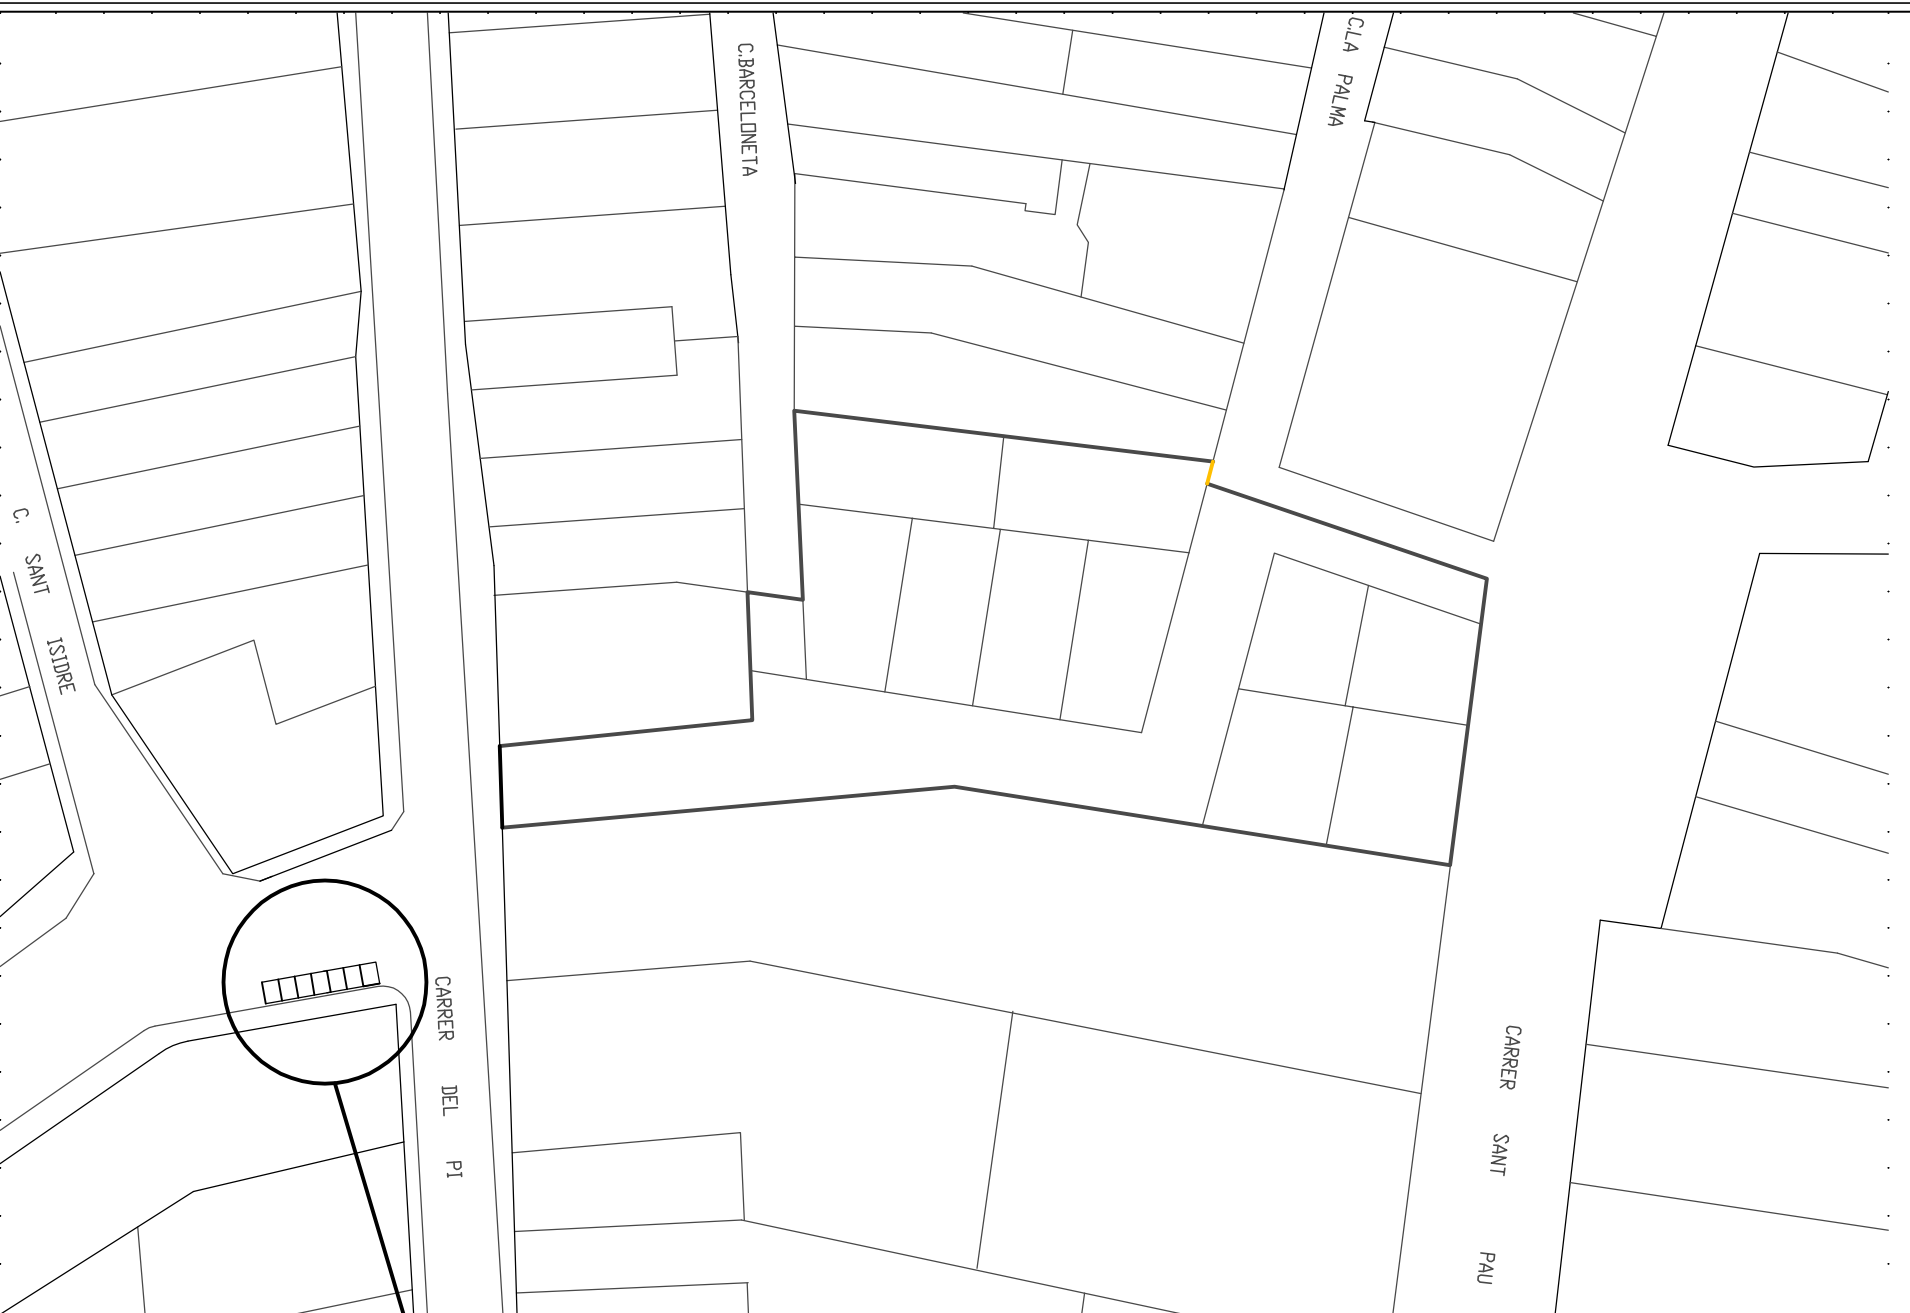 C.BARCELONETA
C.LA PALMA
C. SANT ISIDRE
CARRER DEL PI
CARRER SANT PAU